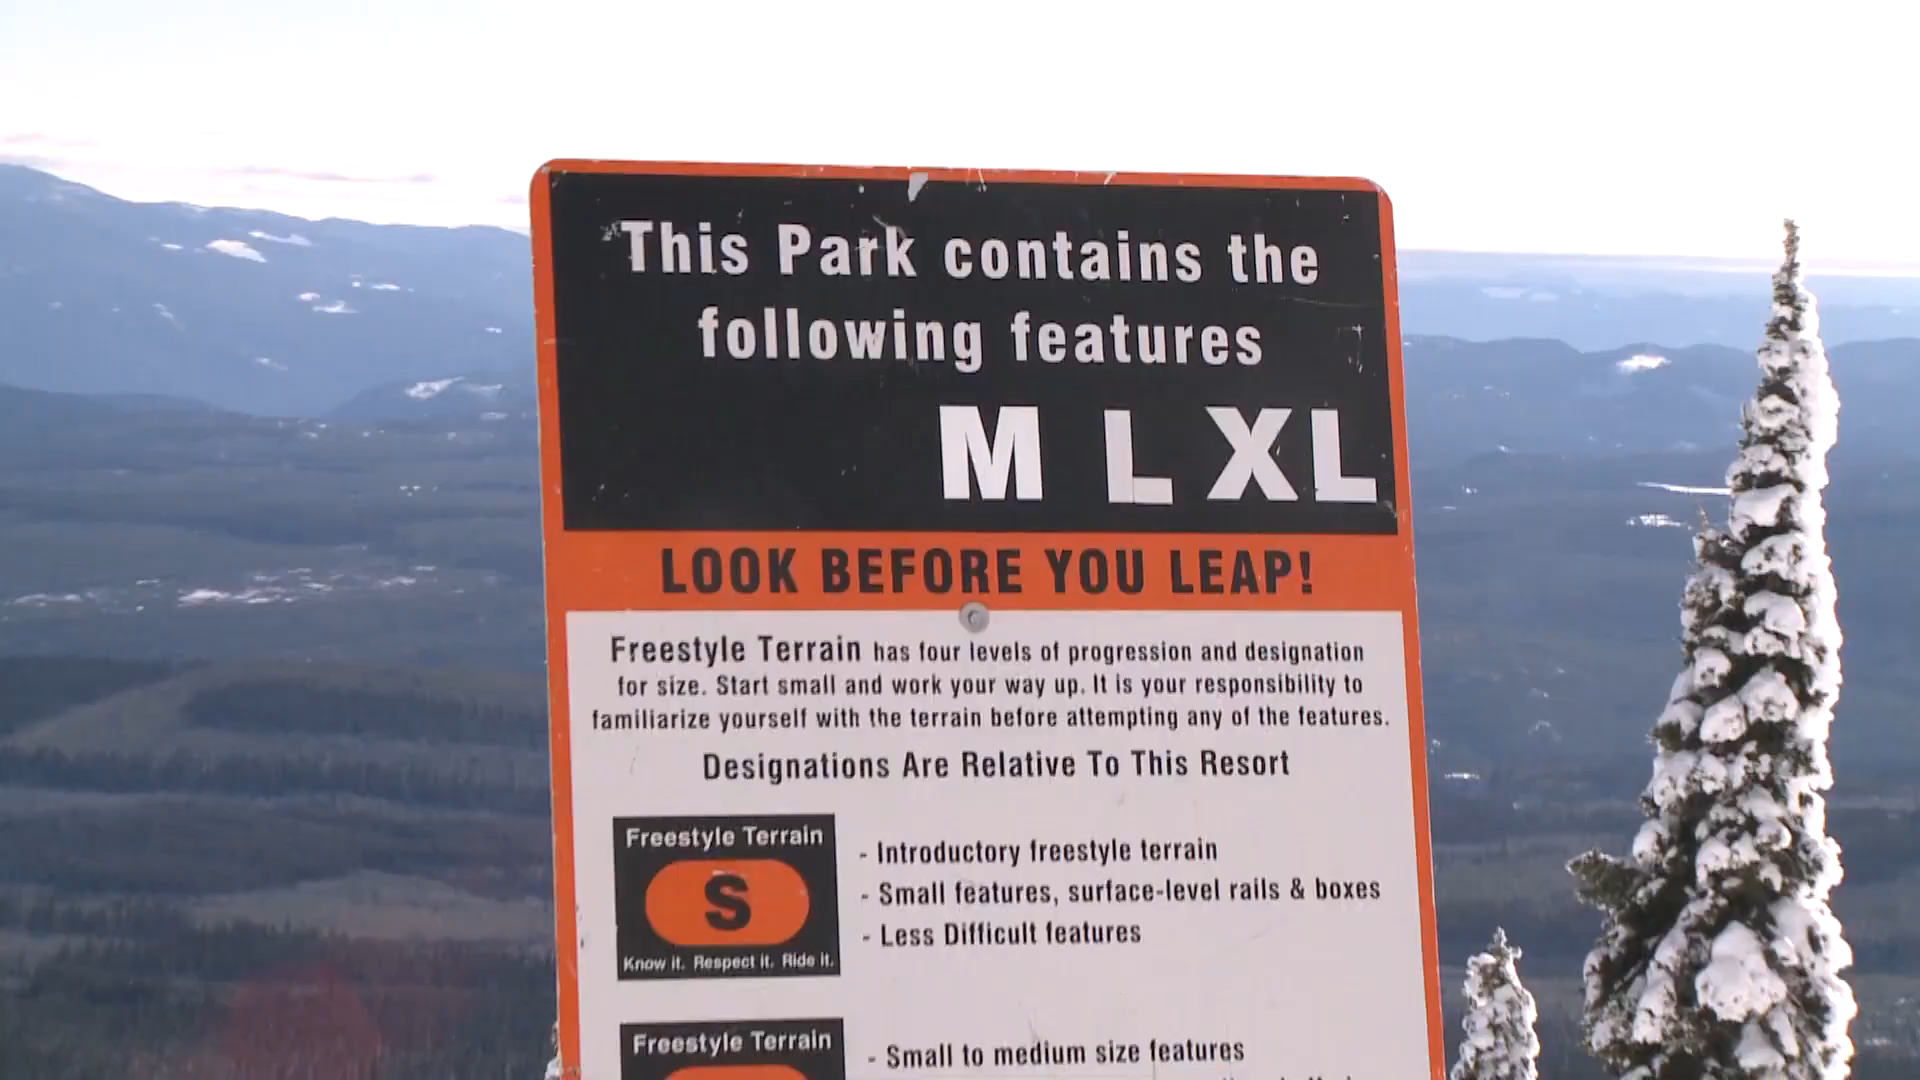 This Park contains the
following features
M L XL
LOOK BEFORE YOU LEAP!
Freestyle Terrain has four levels of progression and designation
for size. Start small and work your way up. It is your responsibility to
familiarize yourself with the terrain before attempting any of the features.
Designations Are Relative To This Resort
Freestyle Terrain
S
Know it. Respect it. Ride it.
- Introductory freestyle terrain
- Small features, surface-level rails & boxes
- Less Difficult features
Freestyle Terrain
- Small to medium size features